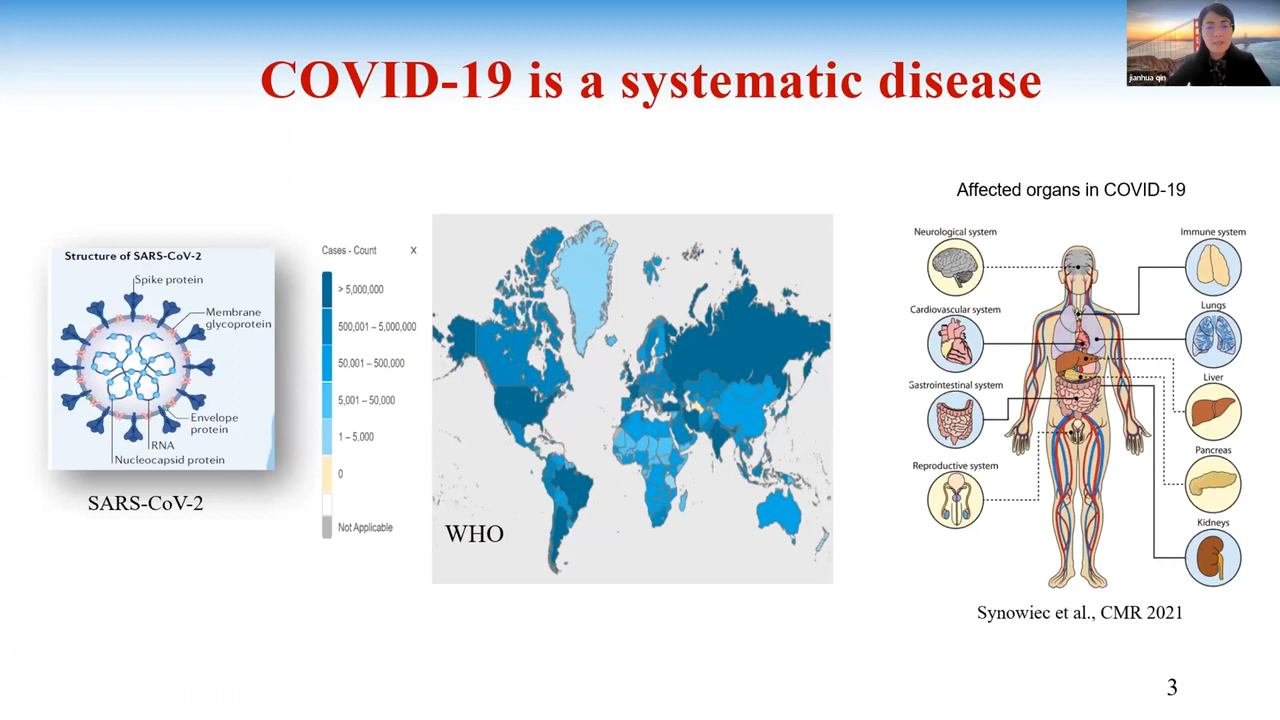 COVID-19 is a systematic disease
jianhua qin
Structure of SARS-CoV-2
Spike protein
Membrane
glycoprotein
Envelope
protein
RNA
Nucleocapsid protein
SARS-CoV-2
Cases - Count X
> 5,000,000
500,001 – 5,000,000
50,001 – 500,000
5,001 – 50,000
1 – 5,000
0
Not Applicable
WHO
Affected organs in COVID-19
Neurological system
Immune system
Cardiovascular system
Lungs
Gastrointestinal system
Liver
Reproductive system
Pancreas
Kidneys
Synowiec et al., CMR 2021
3